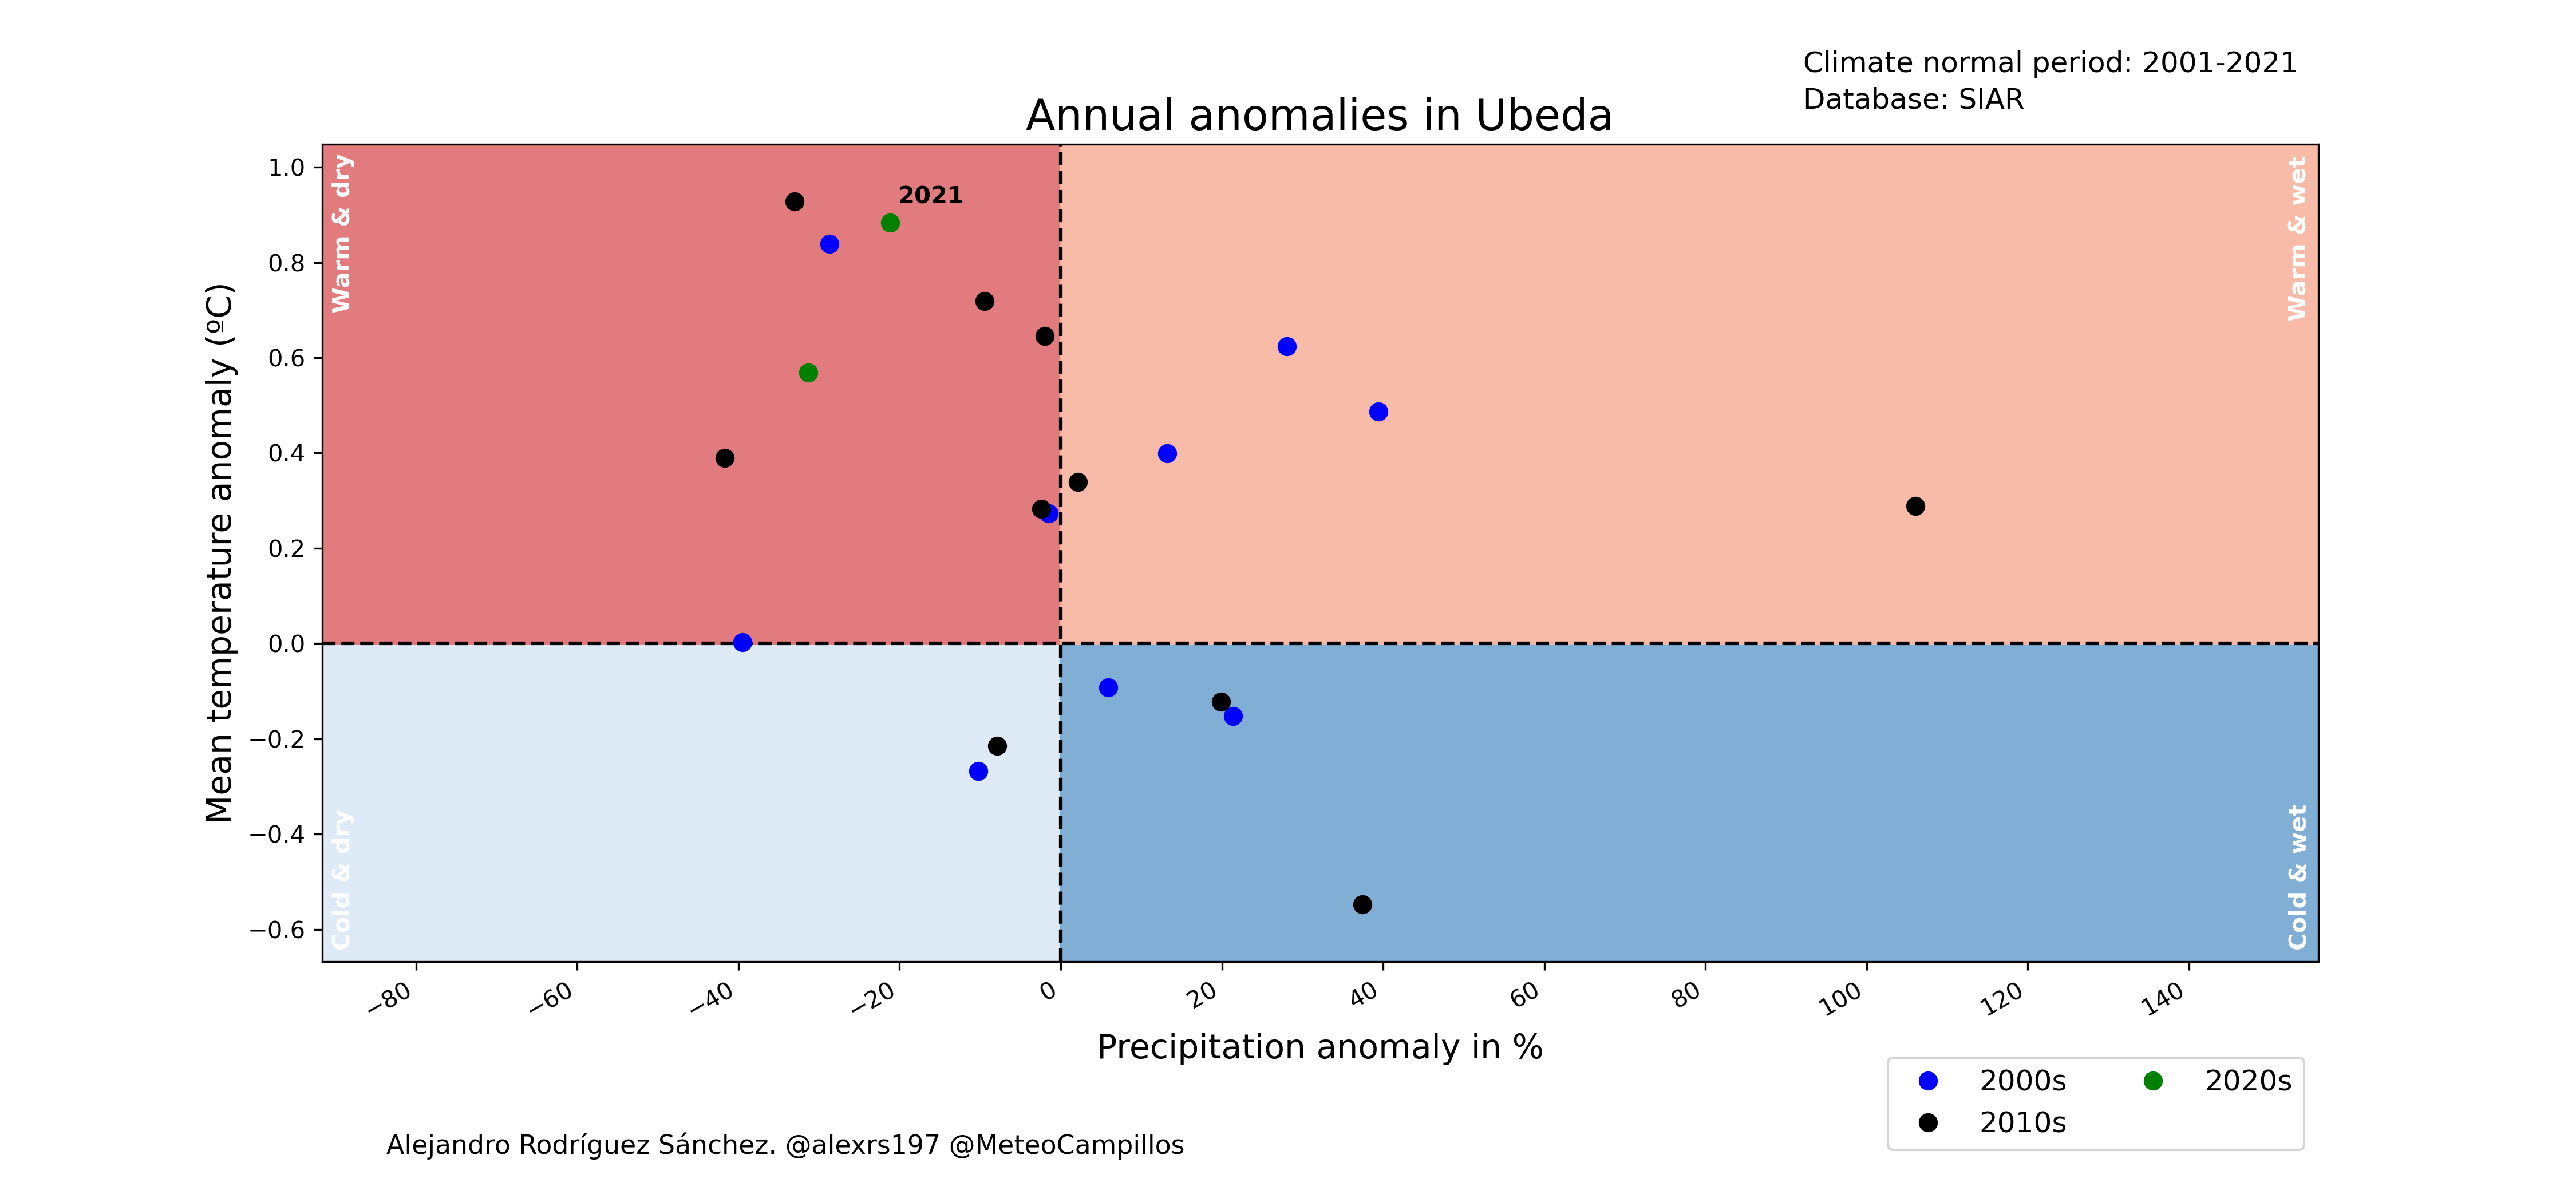 Climate normal period: 2001-2021
Database: SIAR
Annual anomalies in Ubeda
Warm & dry
Warm & wet
2021
Cold & dry
Cold & wet
Mean temperature anomaly (ºC)
1.0
0.8
0.6
0.4
0.2
0.0
−0.2
−0.4
−0.6
−80
−60
−40
−20
0
20
40
60
80
100
120
140
Precipitation anomaly in %
2000s
2010s
2020s
Alejandro Rodríguez Sánchez. @alexrs197 @MeteoCampillos